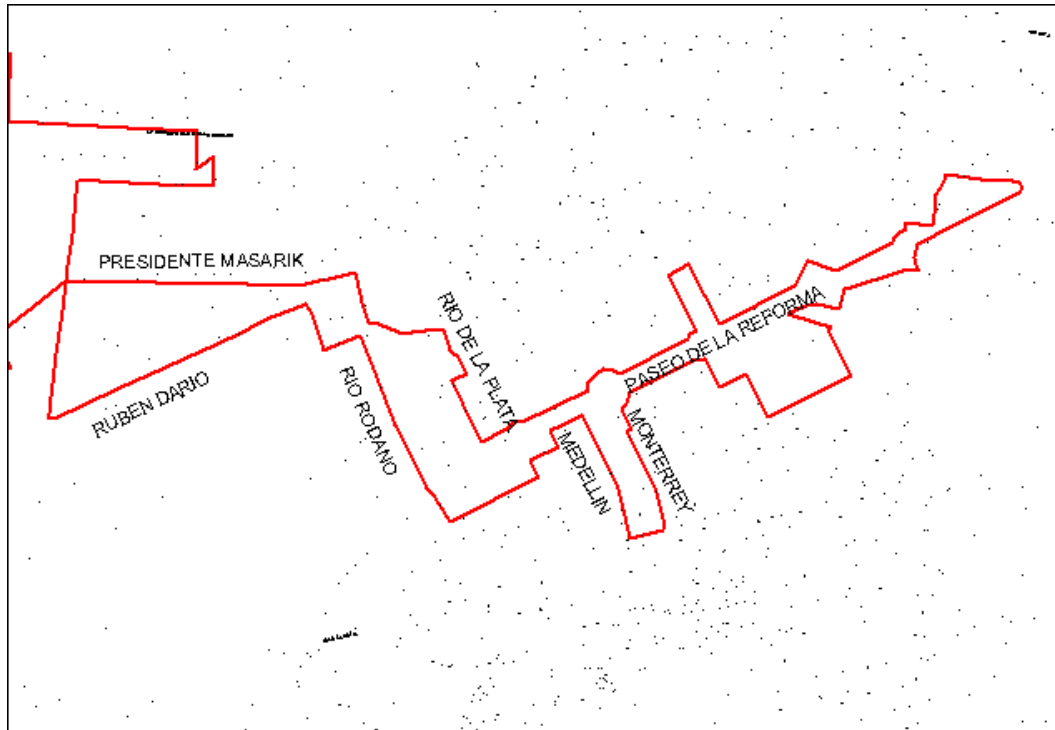 PRESIDENTE MASARIK
RIO DE LA PLATA
PASEO DE LA REFORMA
RUBEN DARIO
RIO RODANO
MEDELLIN
MONTERREY